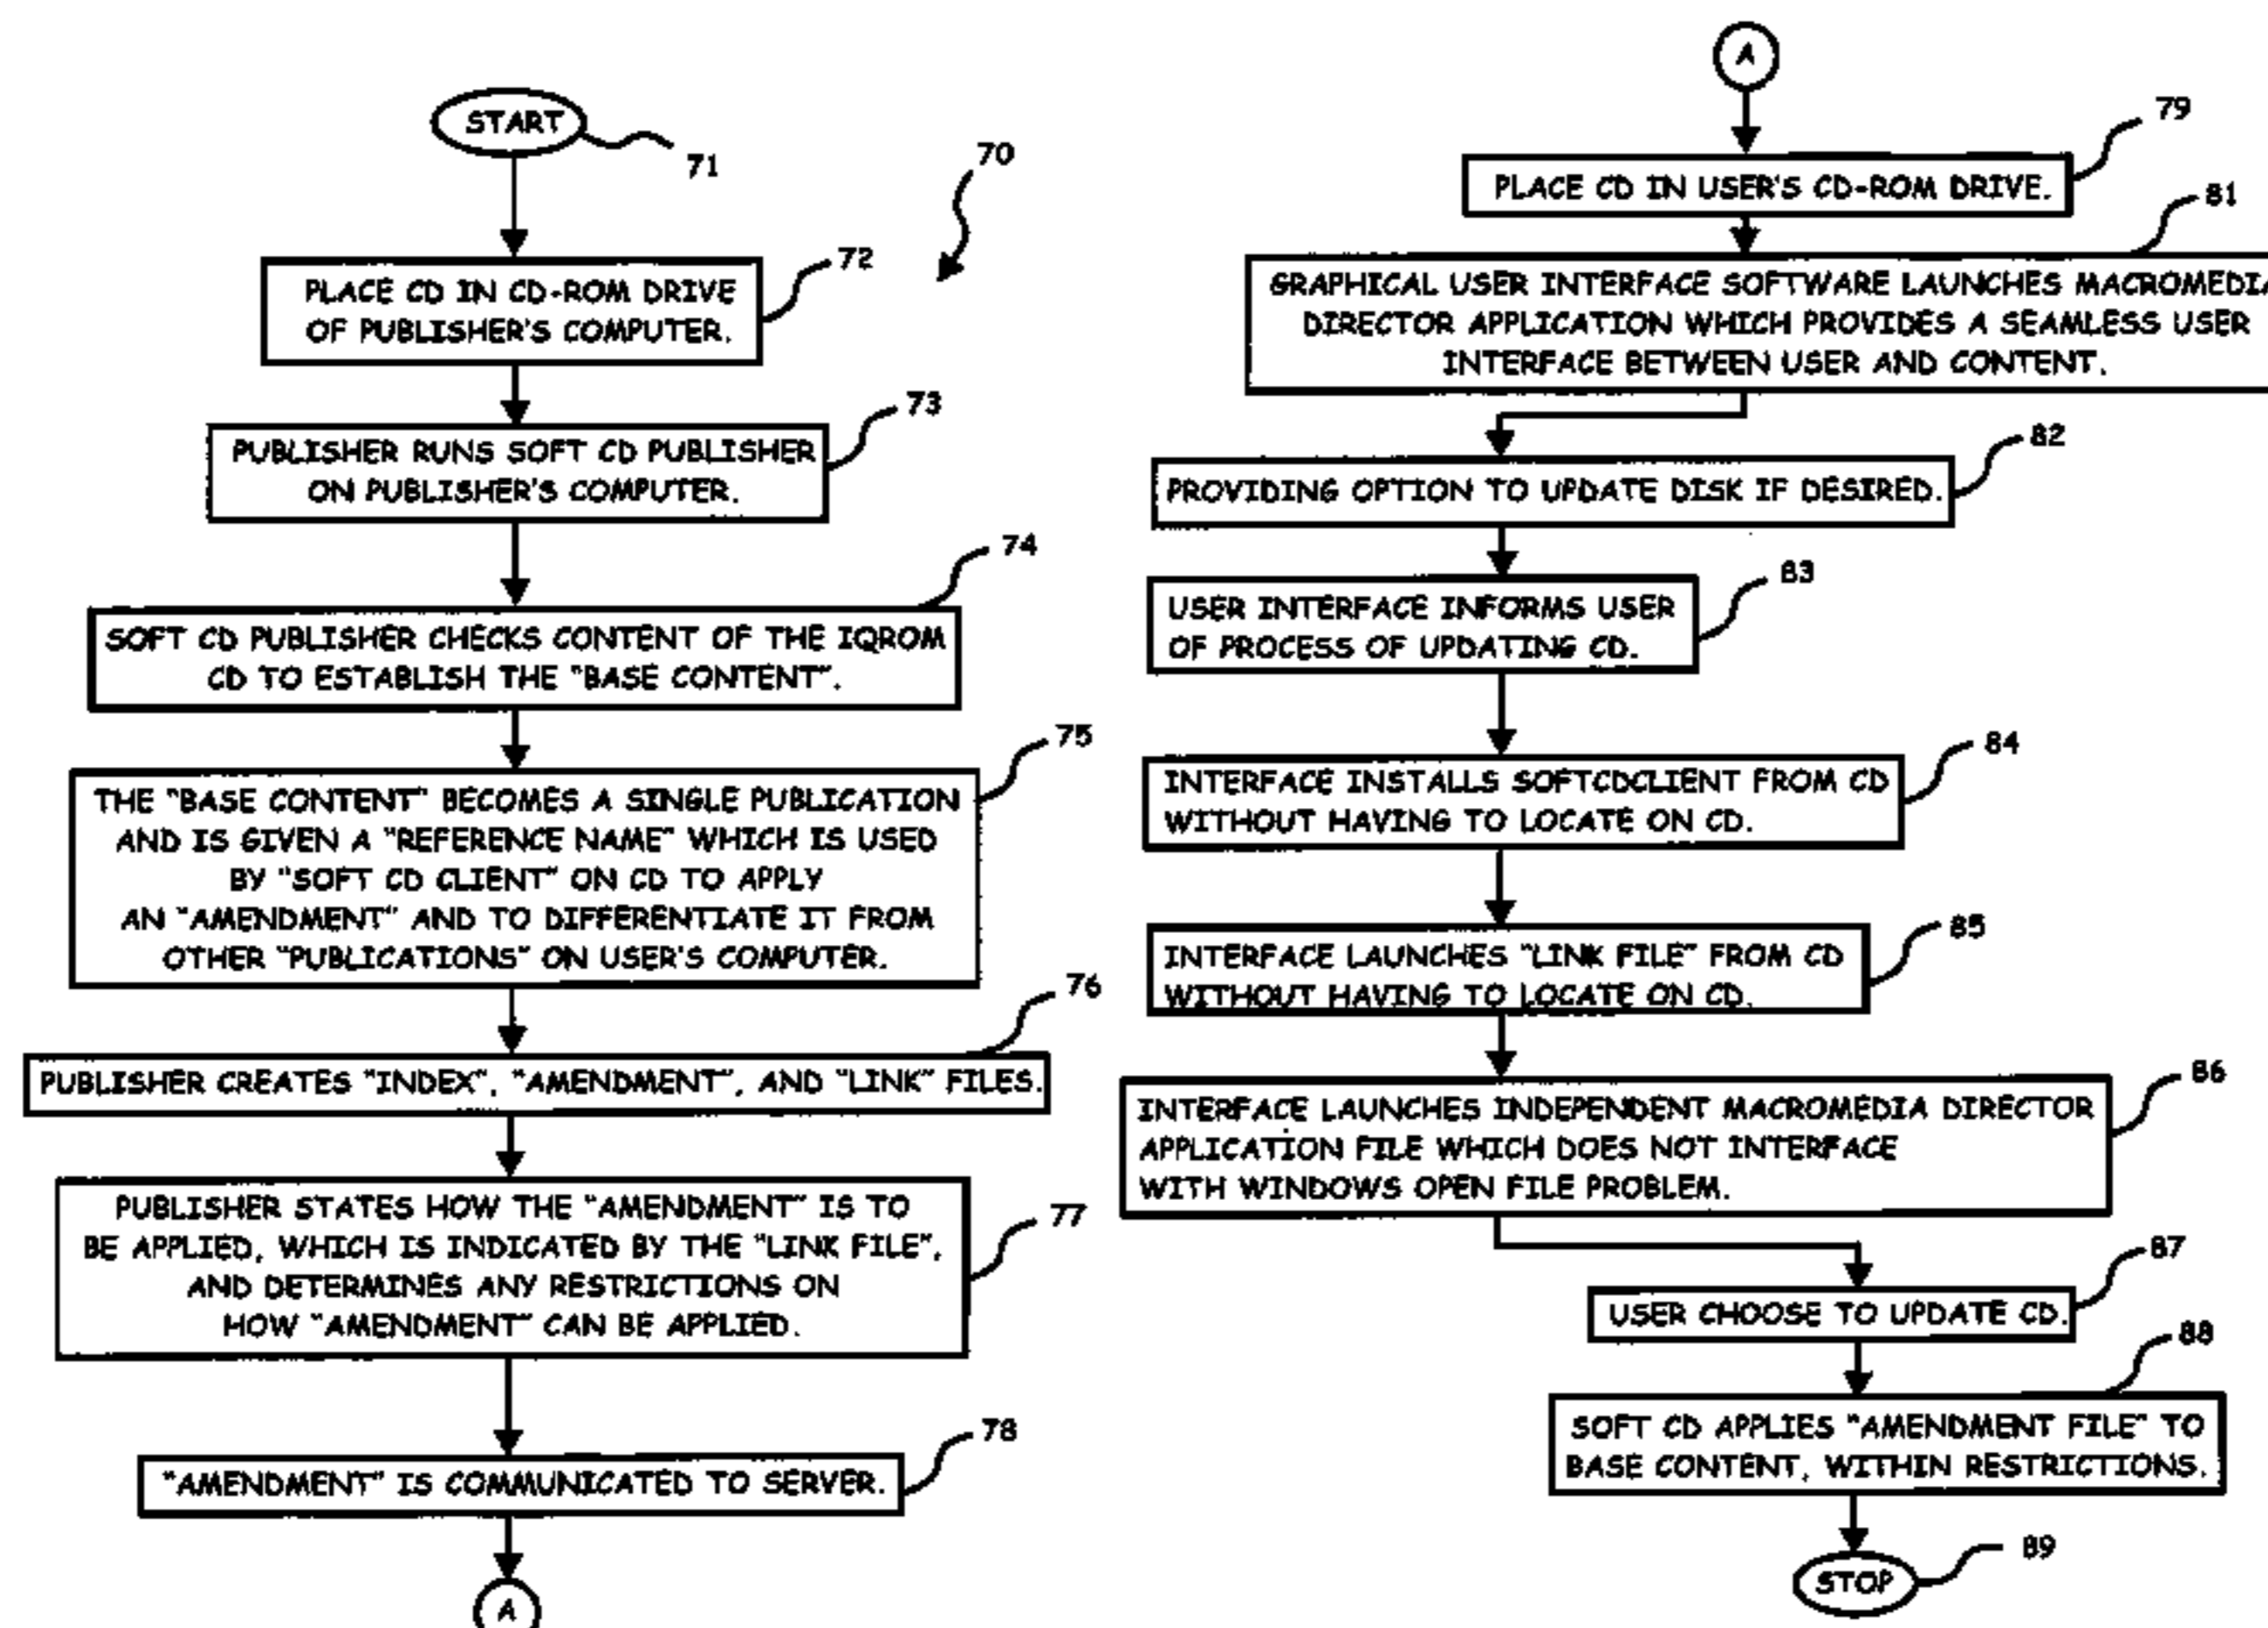 START
71
70
PLACE CD IN CD-ROM DRIVE
OF PUBLISHER'S COMPUTER.
72
PUBLISHER RUNS SOFT CD PUBLISHER
ON PUBLISHER'S COMPUTER.
73
SOFT CD PUBLISHER CHECKS CONTENT OF THE IQROM
CD TO ESTABLISH THE "BASE CONTENT".
74
THE "BASE CONTENT" BECOMES A SINGLE PUBLICATION
AND IS GIVEN A "REFERENCE NAME" WHICH IS USED
BY "SOFT CD CLIENT" ON CD TO APPLY
AN "AMENDMENT" AND TO DIFFERENTIATE IT FROM
OTHER "PUBLICATIONS" ON USER'S COMPUTER.
75
PUBLISHER CREATES "INDEX", "AMENDMENT", AND "LINK" FILES.
76
PUBLISHER STATES HOW THE "AMENDMENT" IS TO
BE APPLIED, WHICH IS INDICATED BY THE "LINK FILE",
AND DETERMINES ANY RESTRICTIONS ON
HOW "AMENDMENT" CAN BE APPLIED.
77
"AMENDMENT" IS COMMUNICATED TO SERVER.
78
A
A
PLACE CD IN USER'S CD-ROM DRIVE.
79
GRAPHICAL USER INTERFACE SOFTWARE LAUNCHES MACROMEDIA
DIRECTOR APPLICATION WHICH PROVIDES A SEAMLESS USER
INTERFACE BETWEEN USER AND CONTENT.
81
PROVIDING OPTION TO UPDATE DISK IF DESIRED.
82
USER INTERFACE INFORMS USER
OF PROCESS OF UPDATING CD.
83
INTERFACE INSTALLS SOFTCDCLIENT FROM CD
WITHOUT HAVING TO LOCATE ON CD.
84
INTERFACE LAUNCHES "LINK FILE" FROM CD
WITHOUT HAVING TO LOCATE ON CD.
85
INTERFACE LAUNCHES INDEPENDENT MACROMEDIA DIRECTOR
APPLICATION FILE WHICH DOES NOT INTERFACE
WITH WINDOWS OPEN FILE PROBLEM.
86
USER CHOOSE TO UPDATE CD.
87
SOFT CD APPLIES "AMENDMENT FILE" TO
BASE CONTENT, WITHIN RESTRICTIONS.
88
STOP
89